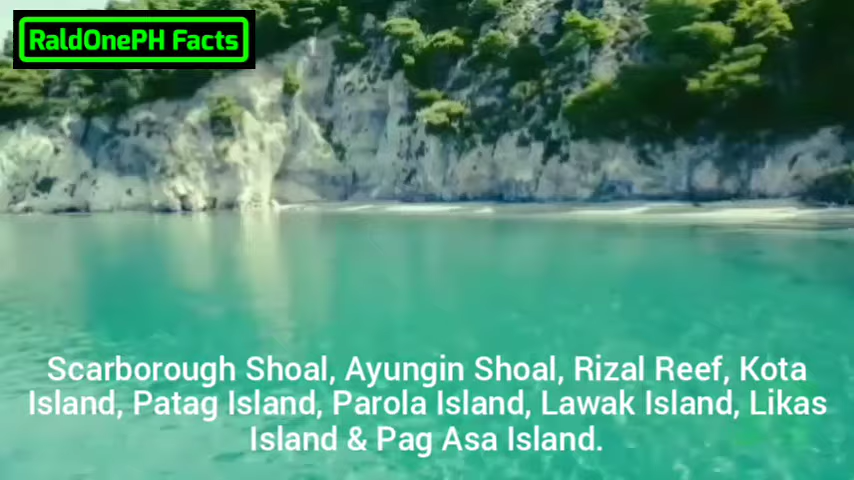 RaldOnePH Facts
Scarborough Shoal, Ayungin Shoal, Rizal Reef, Kota
Island, Patag Island, Parola Island, Lawak Island, Likas
Island & Pag Asa Island.